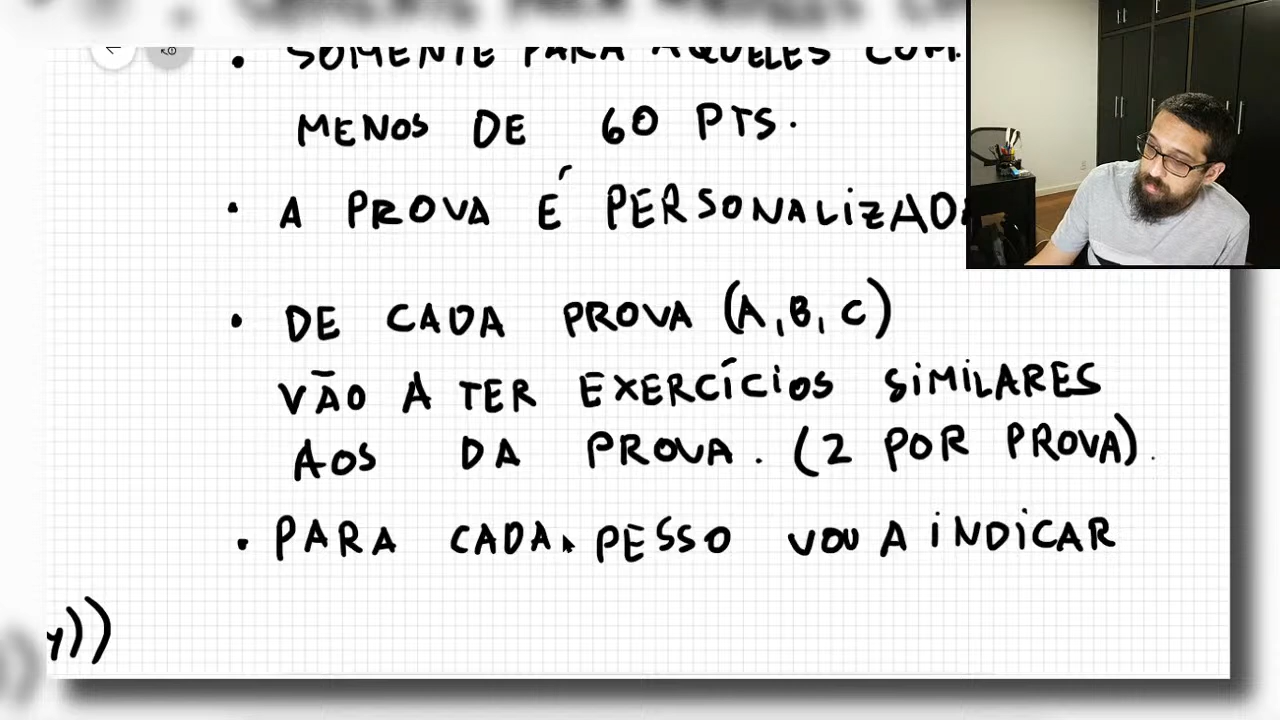 • SOMENTE PARA AQUELES COM
MENOS DE 60 PTS.
• A PROVA É PERSONALIZADA
• DE CADA PROVA (A, B, C)
VÃO A TER EXERCÍCIOS SIMILARES
AOS DA PROVA. (2 POR PROVA).
• PARA CADA PESSO VOU A INDICAR
y))